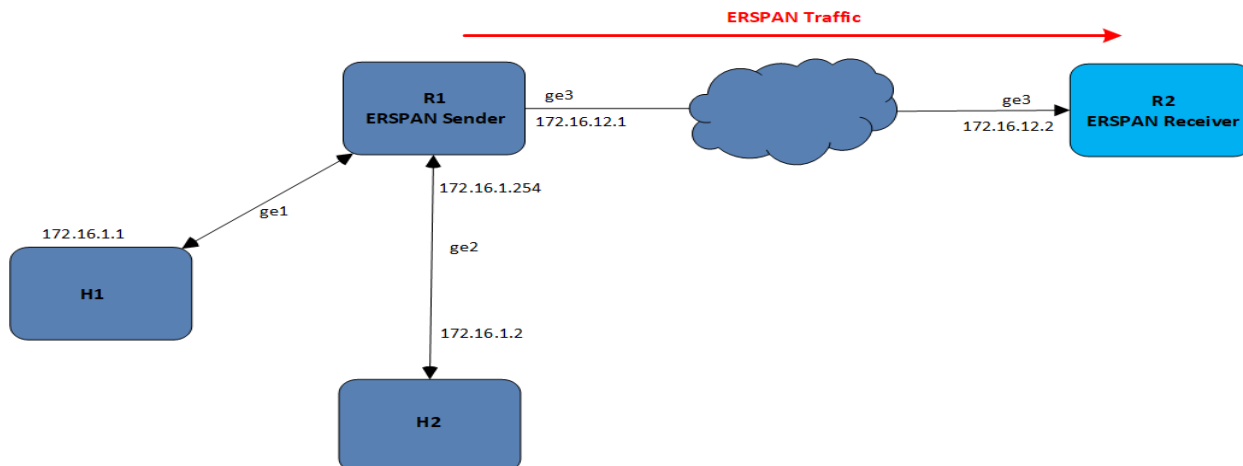 ERSPAN Traffic
R1
ERSPAN Sender
ge3
172.16.12.1
ge3
172.16.12.2
R2
ERSPAN Receiver
172.16.1.254
ge1
172.16.1.1
H1
ge2
172.16.1.2
H2